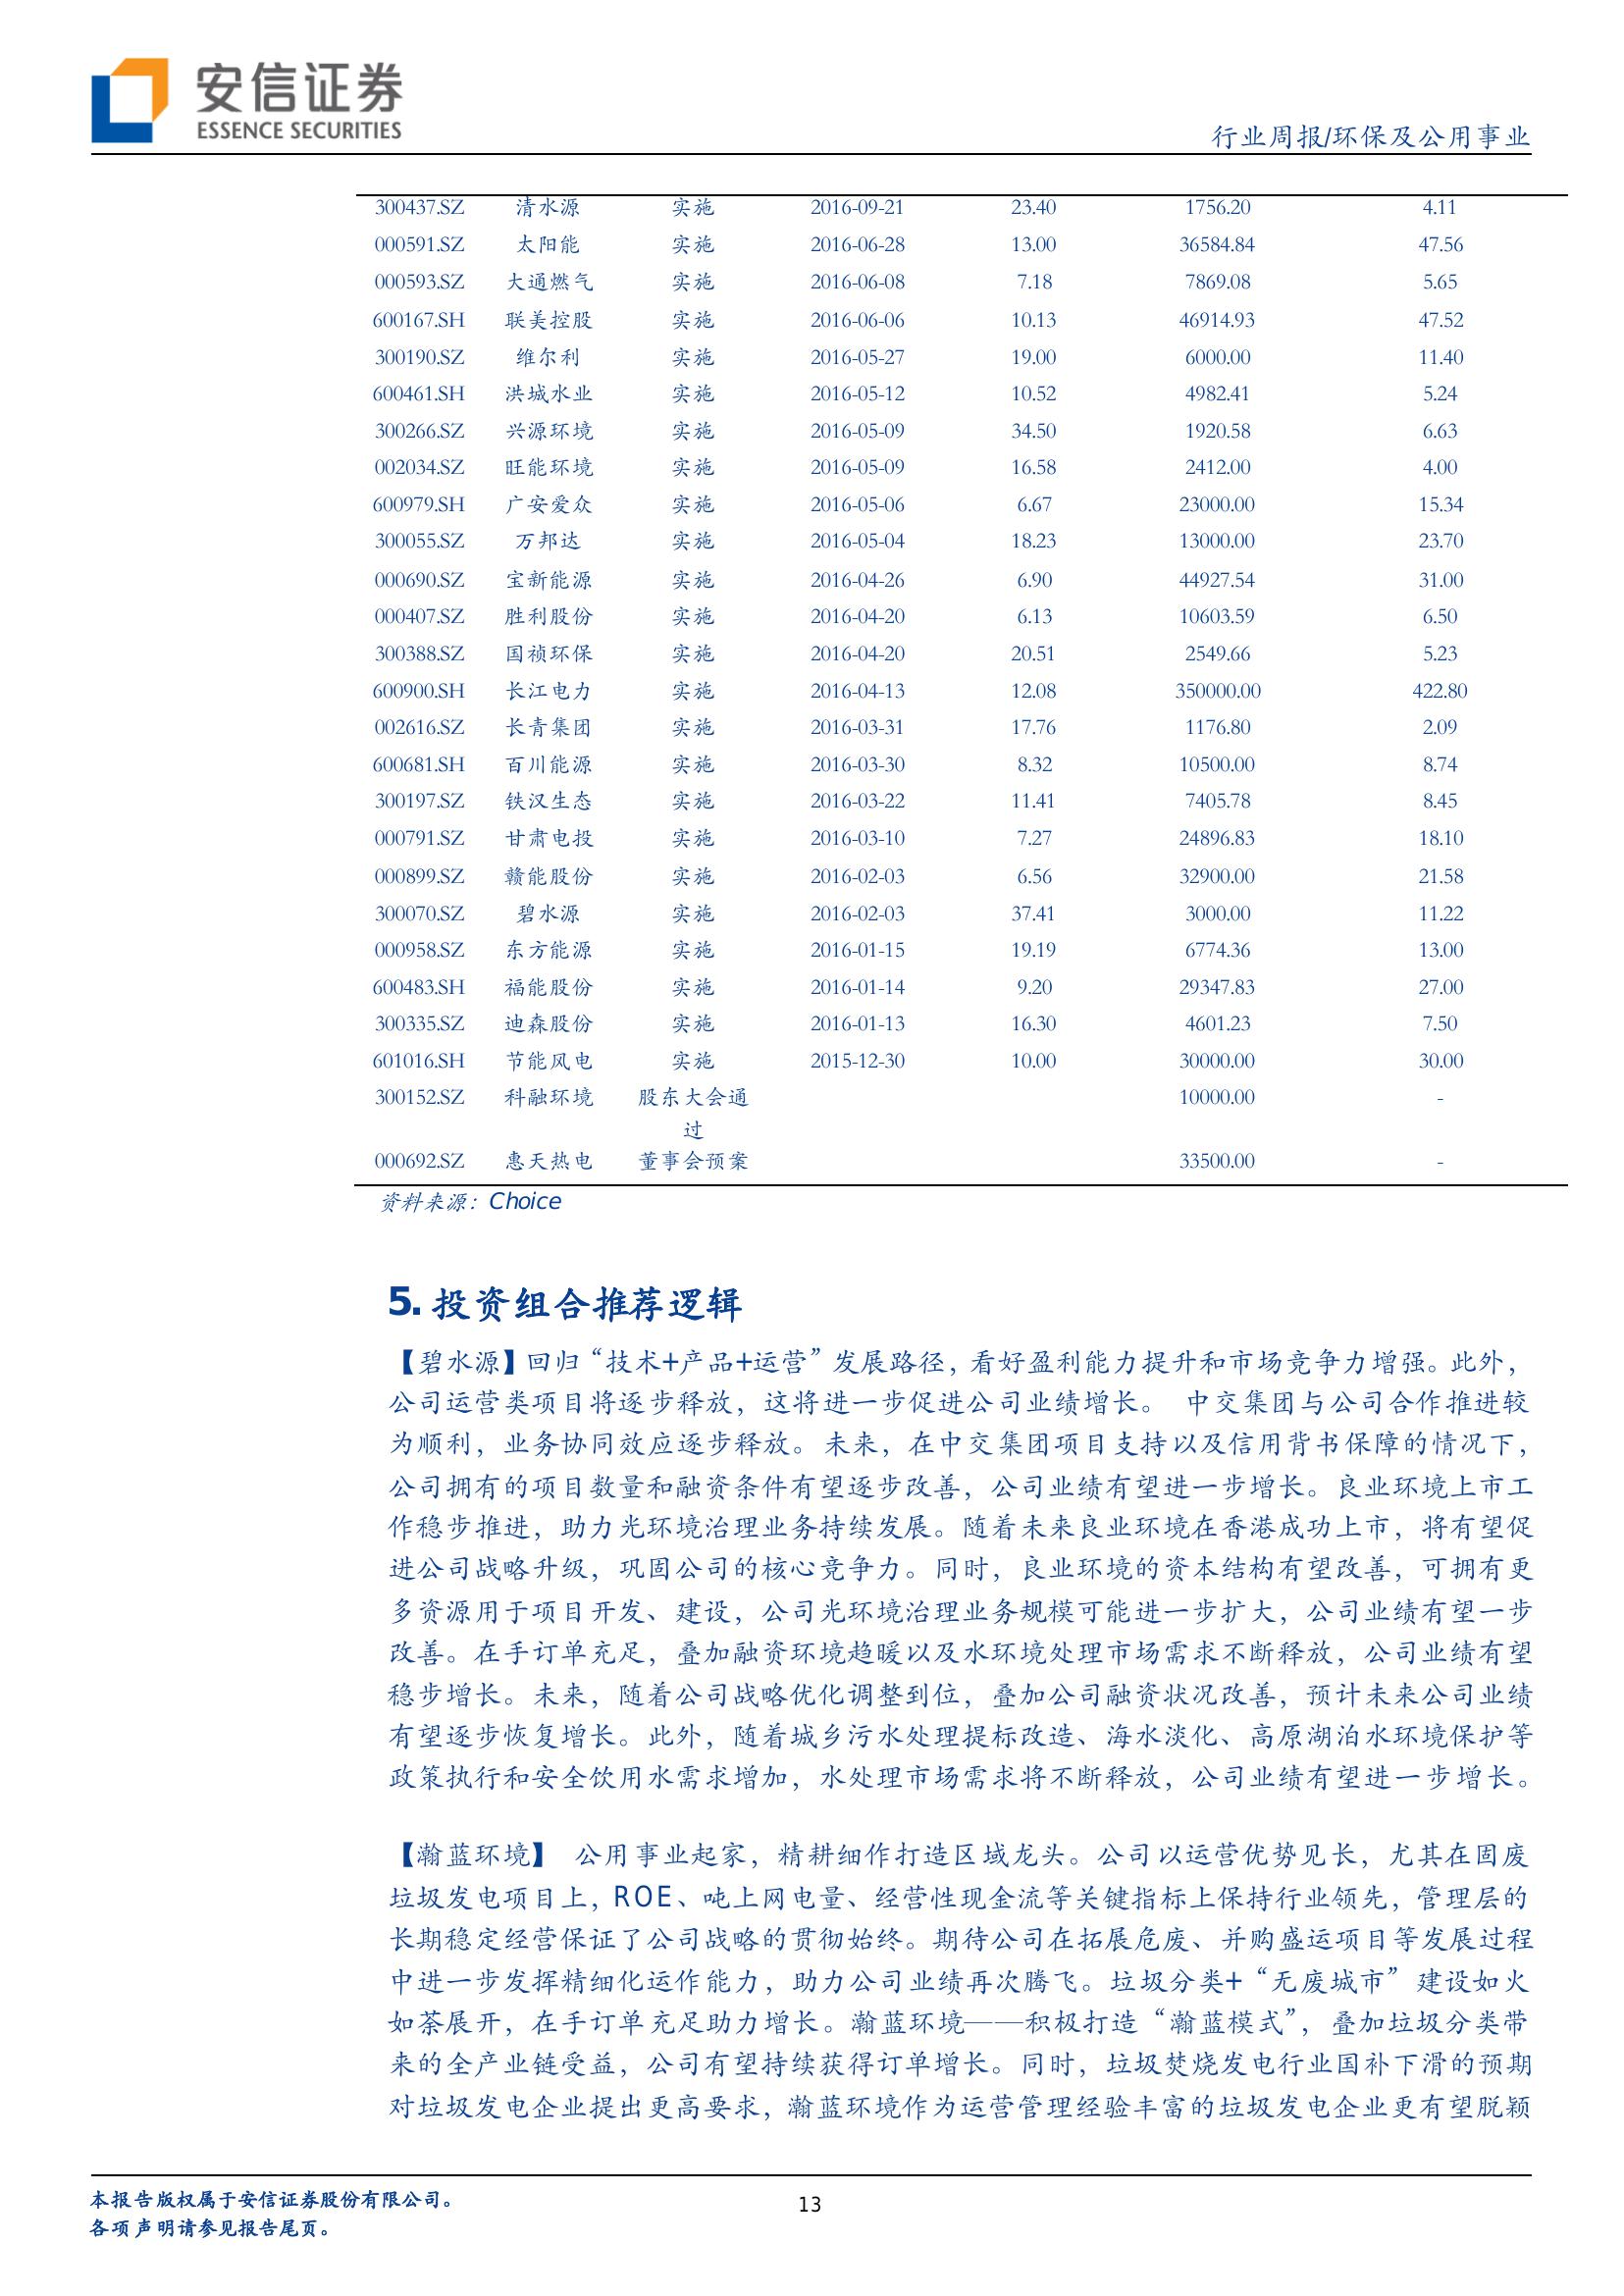 安信证券
ESSENCE SECURITIES
行业周报/环保及公用事业
300437.SZ 清水源 实施 2016-09-21 23.40 1756.20 4.11
000591.SZ 太阳能 实施 2016-06-28 13.00 36584.84 47.56
000593.SZ 大通燃气 实施 2016-06-08 7.18 7869.08 5.65
600167.SH 联美控股 实施 2016-06-06 10.13 46914.93 47.52
300190.SZ 维尔利 实施 2016-05-27 19.00 6000.00 11.40
600461.SH 洪城水业 实施 2016-05-12 10.52 4982.41 5.24
300266.SZ 兴源环境 实施 2016-05-09 34.50 1920.58 6.63
002034.SZ 旺能环境 实施 2016-05-09 16.58 2412.00 4.00
600979.SH 广安爱众 实施 2016-05-06 6.67 23000.00 15.34
300055.SZ 万邦达 实施 2016-05-04 18.23 13000.00 23.70
000690.SZ 宝新能源 实施 2016-04-26 6.90 44927.54 31.00
000407.SZ 胜利股份 实施 2016-04-20 6.13 10603.59 6.50
300388.SZ 国祯环保 实施 2016-04-20 20.51 2549.66 5.23
600900.SH 长江电力 实施 2016-04-13 12.08 350000.00 422.80
002616.SZ 长青集团 实施 2016-03-31 17.76 1176.80 2.09
600681.SH 百川能源 实施 2016-03-30 8.32 10500.00 8.74
300197.SZ 铁汉生态 实施 2016-03-22 11.41 7405.78 8.45
000791.SZ 甘肃电投 实施 2016-03-10 7.27 24896.83 18.10
000899.SZ 赣能股份 实施 2016-02-03 6.56 32900.00 21.58
300070.SZ 碧水源 实施 2016-02-03 37.41 3000.00 11.22
000958.SZ 东方能源 实施 2016-01-15 19.19 6774.36 13.00
600483.SH 福能股份 实施 2016-01-14 9.20 29347.83 27.00
300335.SZ 迪森股份 实施 2016-01-13 16.30 4601.23 7.50
601016.SH 节能风电 实施 2015-12-30 10.00 30000.00 30.00
300152.SZ 科融环境 股东大会通 10000.00 -
过
000692.SZ 惠天热电 董事会预案 33500.00 -
资料来源：Choice
5. 投资组合推荐逻辑
【碧水源】回归“技术+产品+运营”发展路径，看好盈利能力提升和市场竞争力增强。此外，
公司运营类项目将逐步释放，这将进一步促进公司业绩增长。 中交集团与公司合作推进较
为顺利，业务协同效应逐步释放。未来，在中交集团项目支持以及信用背书保障的情况下，
公司拥有的项目数量和融资条件有望逐步改善，公司业绩有望进一步增长。良业环境上市工
作稳步推进，助力光环境治理业务持续发展。随着未来良业环境在香港成功上市，将有望促
进公司战略升级，巩固公司的核心竞争力。同时，良业环境的资本结构有望改善，可拥有更
多资源用于项目开发、建设，公司光环境治理业务规模可能进一步扩大，公司业绩有望一步
改善。在手订单充足，叠加融资环境趋暖以及水环境处理市场需求不断释放，公司业绩有望
稳步增长。未来，随着公司战略优化调整到位，叠加公司融资状况改善，预计未来公司业绩
有望逐步恢复增长。此外，随着城乡污水处理提标改造、海水淡化、高原湖泊水环境保护等
政策执行和安全饮用水需求增加，水处理市场需求将不断释放，公司业绩有望进一步增长。
【瀚蓝环境】 公用事业起家，精耕细作打造区域龙头。公司以运营优势见长，尤其在固废
垃圾发电项目上，ROE、吨上网电量、经营性现金流等关键指标上保持行业领先，管理层的
长期稳定经营保证了公司战略的贯彻始终。期待公司在拓展危废、并购盛运项目等发展过程
中进一步发挥精细化运作能力，助力公司业绩再次腾飞。垃圾分类+“无废城市”建设如火
如荼展开，在手订单充足助力增长。瀚蓝环境——积极打造“瀚蓝模式”，叠加垃圾分类带
来的全产业链受益，公司有望持续获得订单增长。同时，垃圾焚烧发电行业国补下滑的预期
对垃圾发电企业提出更高要求，瀚蓝环境作为运营管理经验丰富的垃圾发电企业更有望脱颖
本报告版权属于安信证券股份有限公司。
各项声明请参见报告尾页。
13